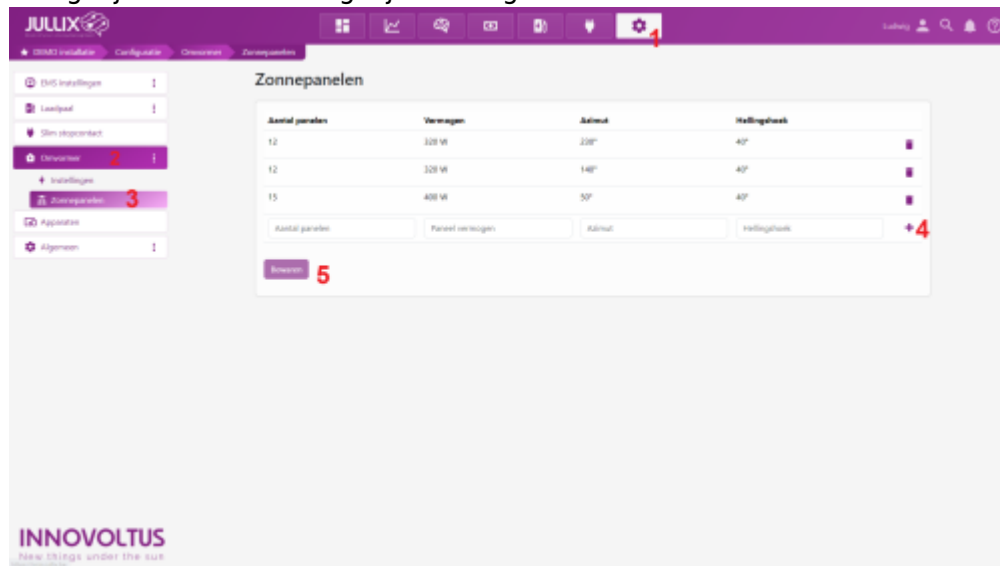 JULLIX
1
Ludwig
DEMO installatie Configuratie Omvormer Zonnepanelen
EMS Instellingen
Laadpaal
Slim stopcontact
Omvormer 2
Instellingen
Zonnepanelen 3
Apparaten
Algemeen
Zonnepanelen
Aantal panelen Vermogen Azimut Hellingshoek
12 320 W 230° 40°
12 320 W 140° 40°
15 400 W 50° 40°
Aantal panelen Paneel vermogen Azimut Hellingshoek + 4
Bewaren 5
INNOVOLTUS
New things under the sun